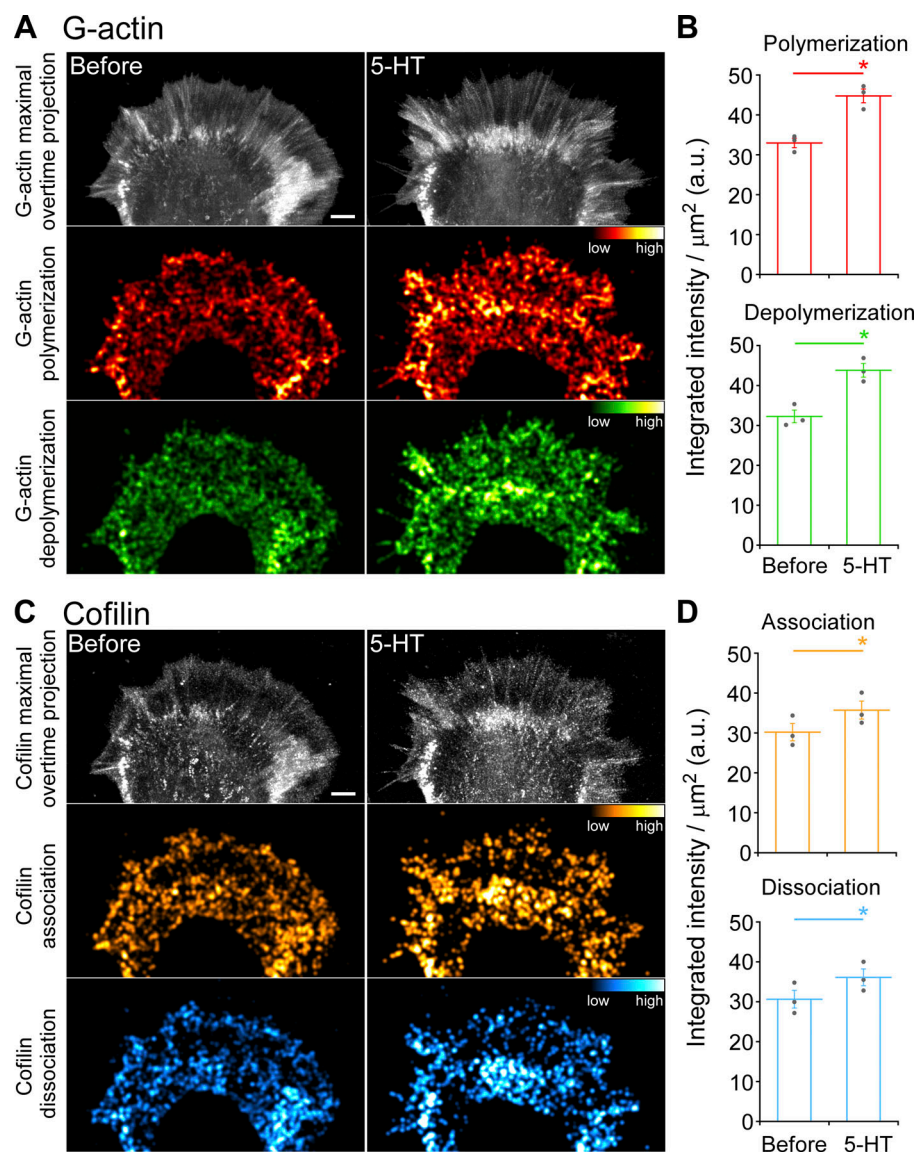 A G-actin
Before
5-HT
G-actin maximal
overtime projection
G-actin
polymerization
low high
G-actin
depolymerization
low high
B
Polymerization
*
50
40
30
20
10
0
Depolymerization
*
50
40
30
20
10
0
Before 5-HT
Integrated intensity / μm² (a.u.)
C Cofilin
Before
5-HT
Cofilin maximal
overtime projection
Cofilin
association
low high
Cofilin
dissociation
low high
D
Association
*
50
40
30
20
10
0
Dissociation
*
50
40
30
20
10
0
Before 5-HT
Integrated intensity / μm² (a.u.)